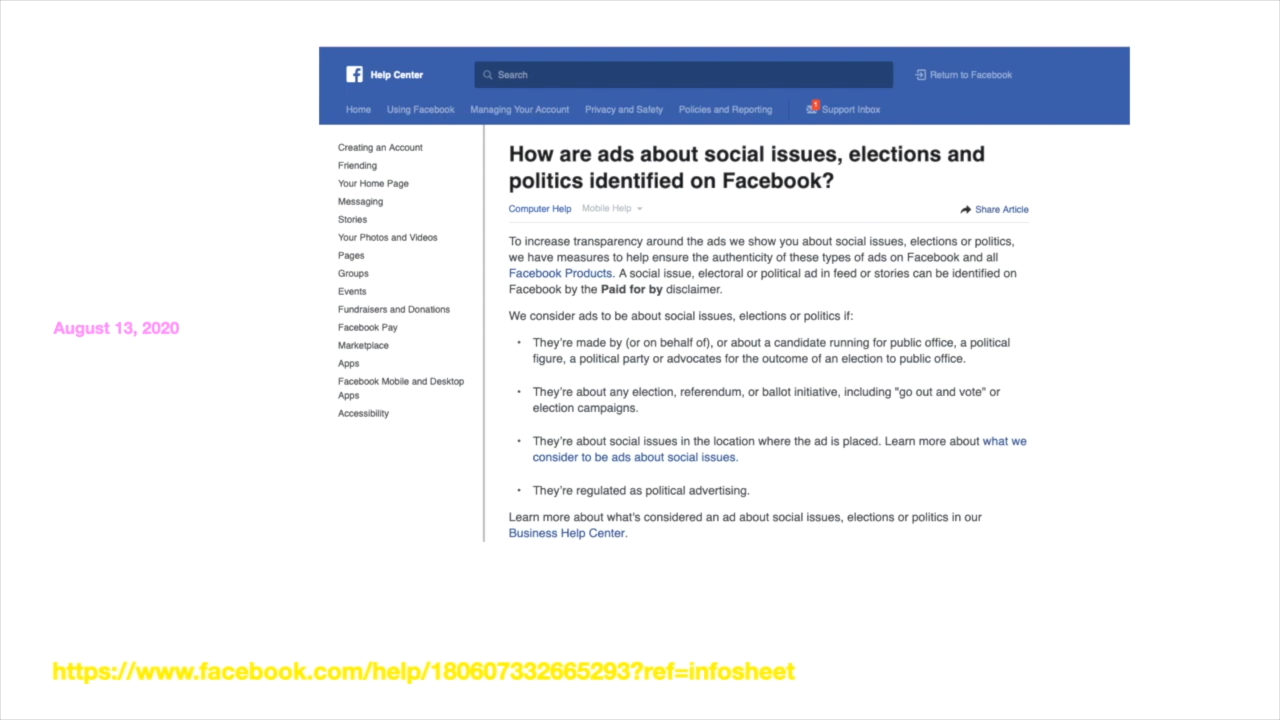 Help Center
Search
Return to Facebook
Home
Using Facebook
Managing Your Account
Privacy and Safety
Policies and Reporting
1
Support Inbox
Creating an Account
Friending
Your Home Page
Messaging
Stories
Your Photos and Videos
Pages
Groups
Events
Fundraisers and Donations
Facebook Pay
Marketplace
Apps
Facebook Mobile and Desktop
Apps
Accessibility
How are ads about social issues, elections and
politics identified on Facebook?
Computer Help
Mobile Help
Share Article
To increase transparency around the ads we show you about social issues, elections or politics,
we have measures to help ensure the authenticity of these types of ads on Facebook and all
Facebook Products. A social issue, electoral or political ad in feed or stories can be identified on
Facebook by the Paid for by disclaimer.
We consider ads to be about social issues, elections or politics if:
• They're made by (or on behalf of), or about a candidate running for public office, a political
figure, a political party or advocates for the outcome of an election to public office.
• They're about any election, referendum, or ballot initiative, including "go out and vote" or
election campaigns.
• They're about social issues in the location where the ad is placed. Learn more about what we
consider to be ads about social issues.
• They're regulated as political advertising.
Learn more about what's considered an ad about social issues, elections or politics in our
Business Help Center.
August 13, 2020
https://www.facebook.com/help/180607332665293?ref=infosheet